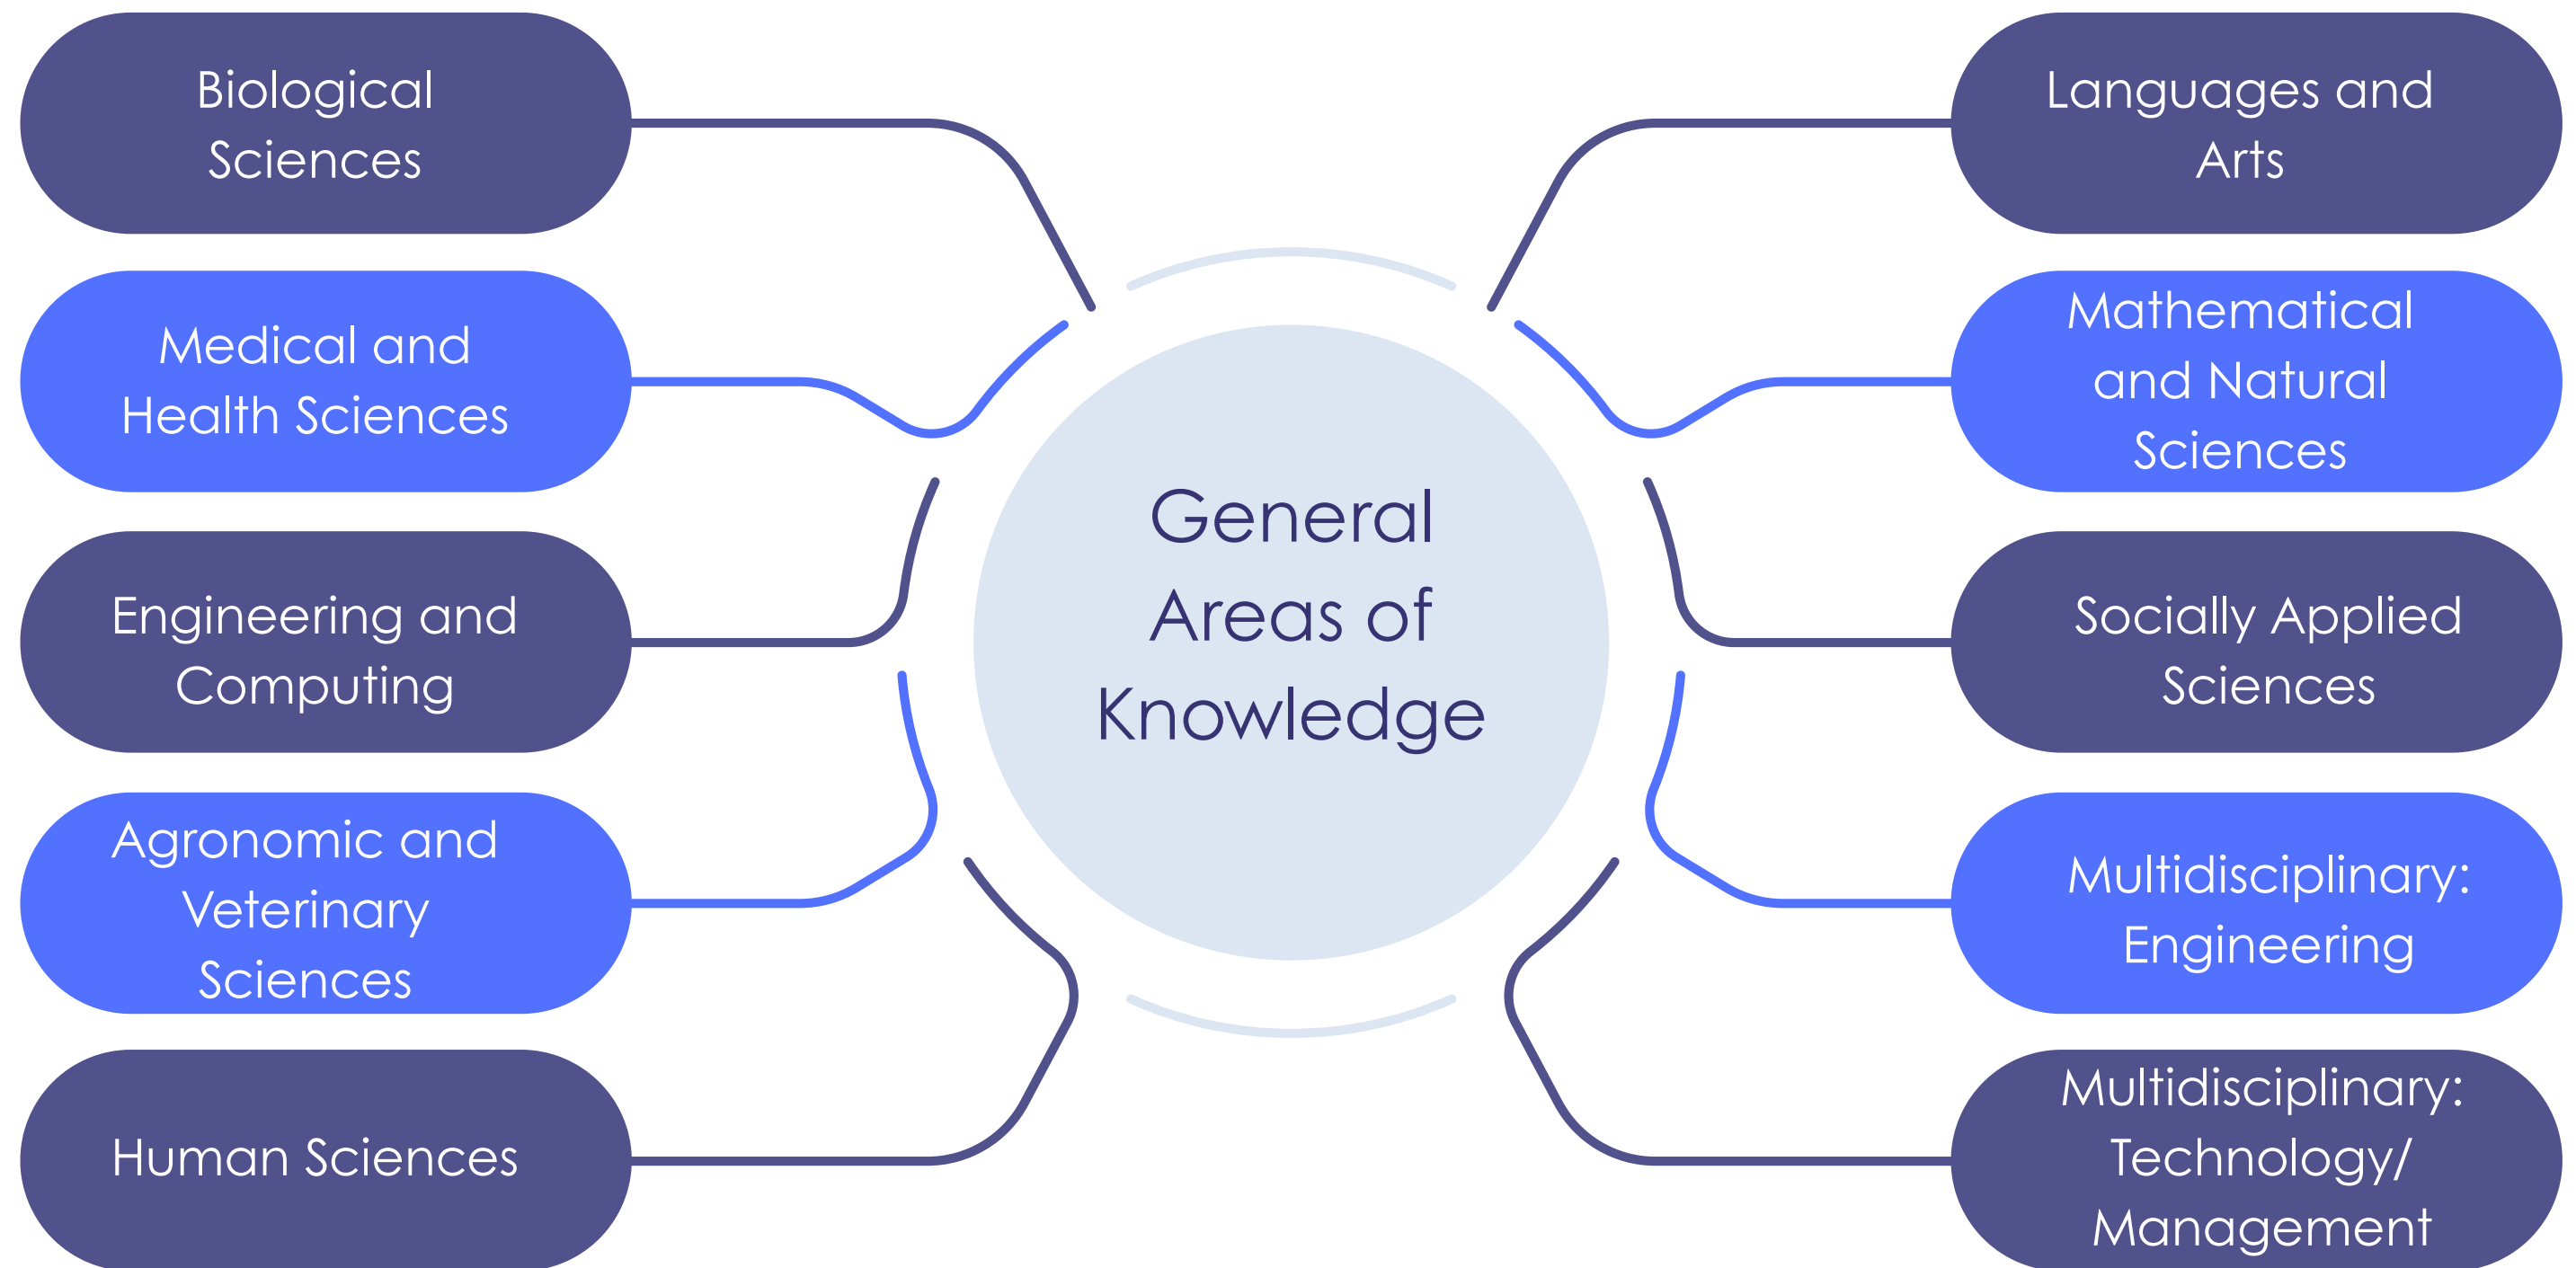 Biological
Sciences
Medical and
Health Sciences
Engineering and
Computing
Agronomic and
Veterinary
Sciences
Human Sciences
General
Areas of
Knowledge
Languages and
Arts
Mathematical
and Natural
Sciences
Socially Applied
Sciences
Multidisciplinary:
Engineering
Multidisciplinary:
Technology/
Management